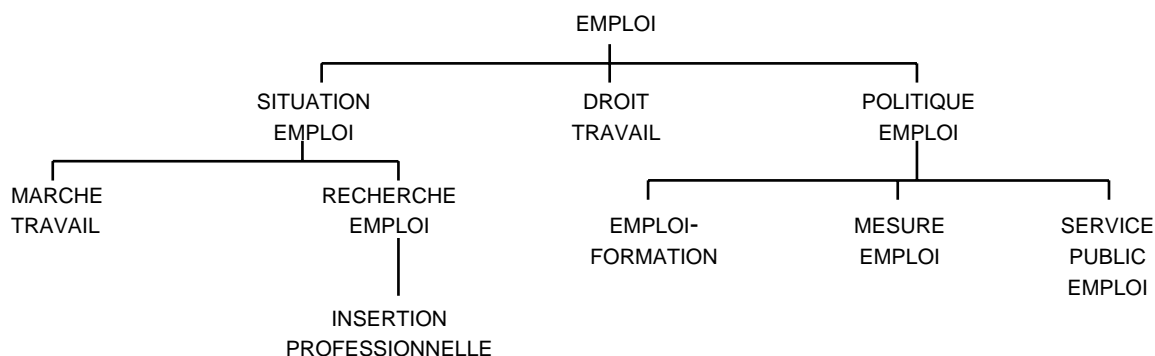 EMPLOI
SITUATION
EMPLOI
DROIT
TRAVAIL
POLITIQUE
EMPLOI
MARCHE
TRAVAIL
RECHERCHE
EMPLOI
EMPLOI-
FORMATION
MESURE
EMPLOI
SERVICE
PUBLIC
EMPLOI
INSERTION
PROFESSIONNELLE